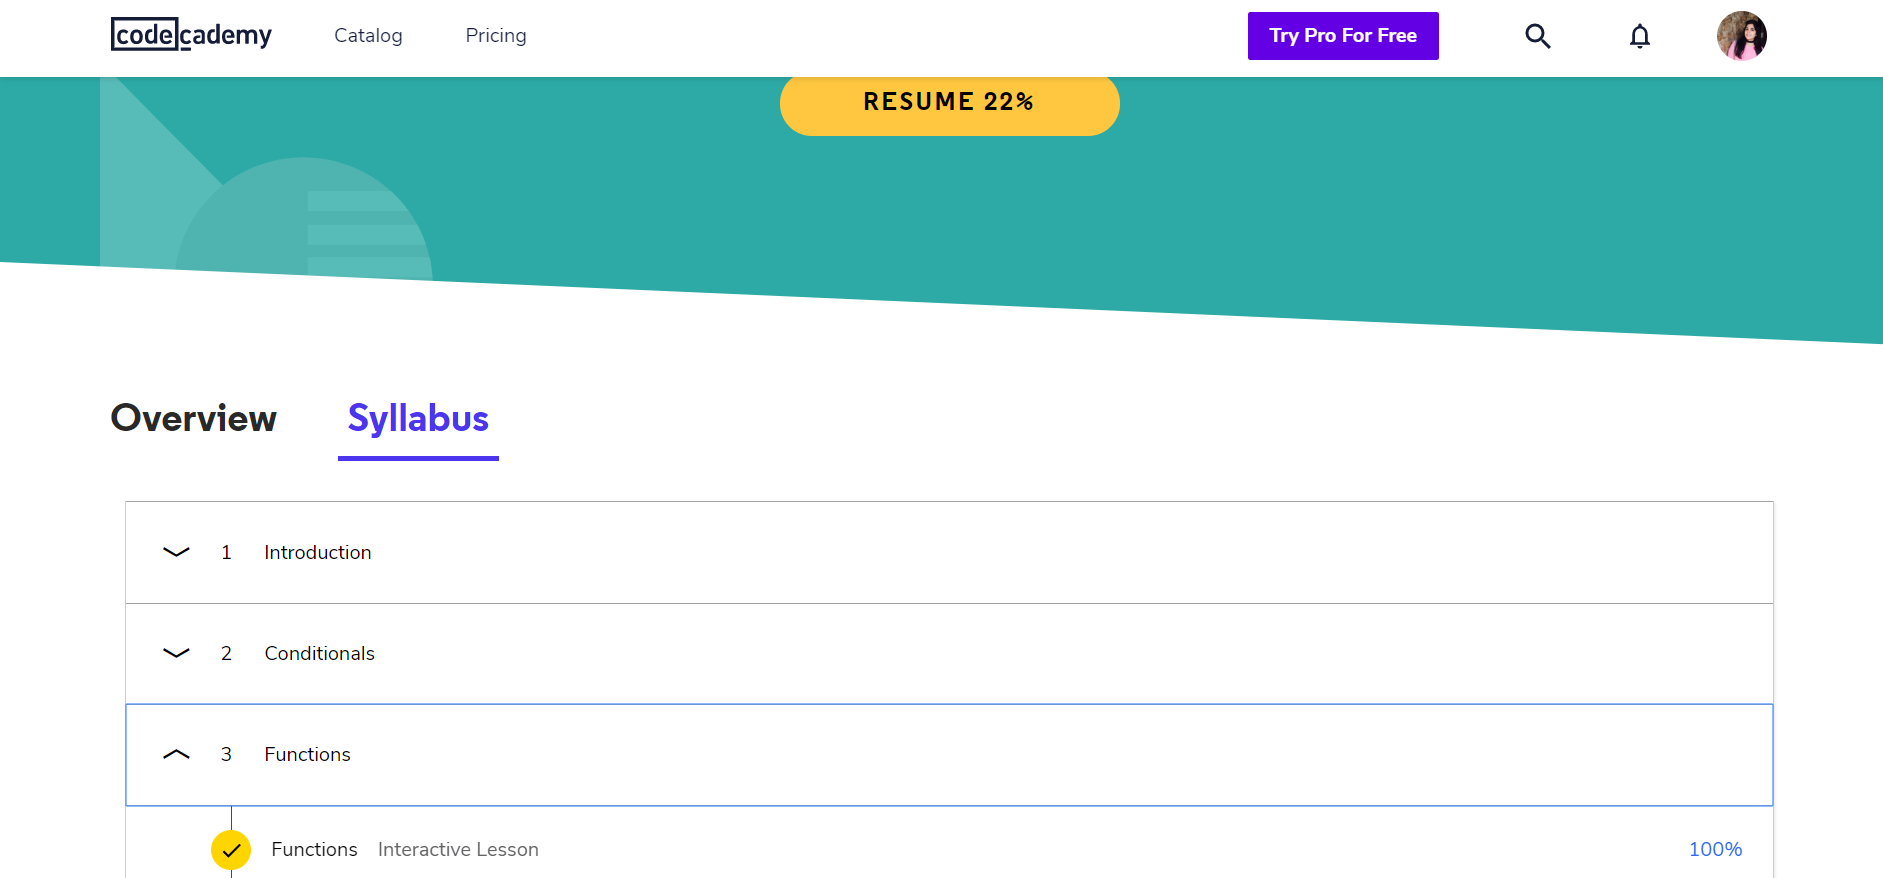 codecademy Catalog Pricing Try Pro For Free
RESUME 22%
Overview Syllabus
1 Introduction
2 Conditionals
3 Functions
Functions Interactive Lesson 100%